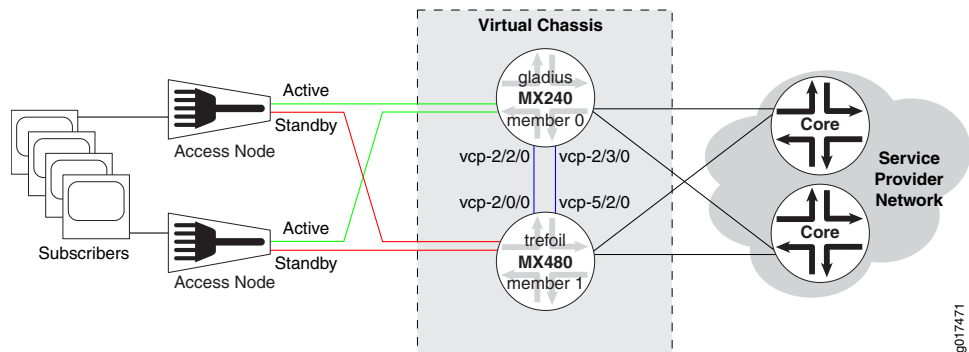 Virtual Chassis
gladius
MX240
member 0
Active
Standby
Access Node
Core
vcp-2/2/0
vcp-2/3/0
Service
Provider
Network
vcp-2/0/0
vcp-5/2/0
Core
Active
Standby
Subscribers
Access Node
trefoil
MX480
member 1
g017471